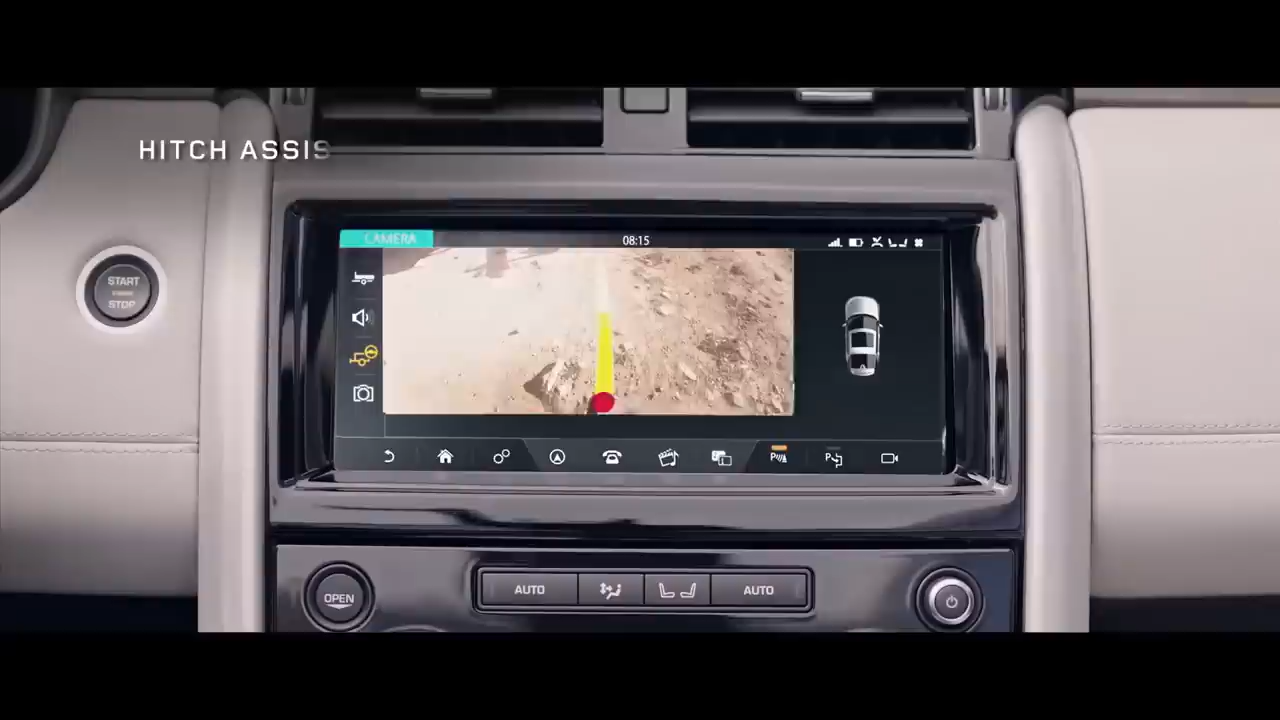 HITCH ASSIS
CAMERA
08:15
START
STOP
OPEN
AUTO
AUTO